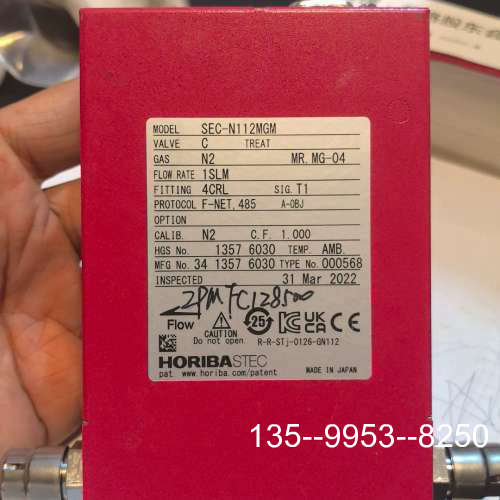 MODEL SEC-N112MGM
VALVE C TREAT
GAS N2 MR. MG-04
FLOW RATE 1SLM
FITTING 4CRL SIG. T1
PROTOCOL F-NET, 485 A-OBJ
OPTION
CALIB. N2 C.F. 1.000
HGS No. 1357 6030 TEMP. AMB.
MFG No. 34 1357 6030 TYPE No. 000568
INSPECTED 31 Mar 2022
2PM FC128500
Flow
CAUTION
Do not open.
25
UK
CA
CE
R-R-STj-0126-GN112
HORIBASTEC
pat. www.horiba.com/patent
MADE IN JAPAN
135--9953--8250